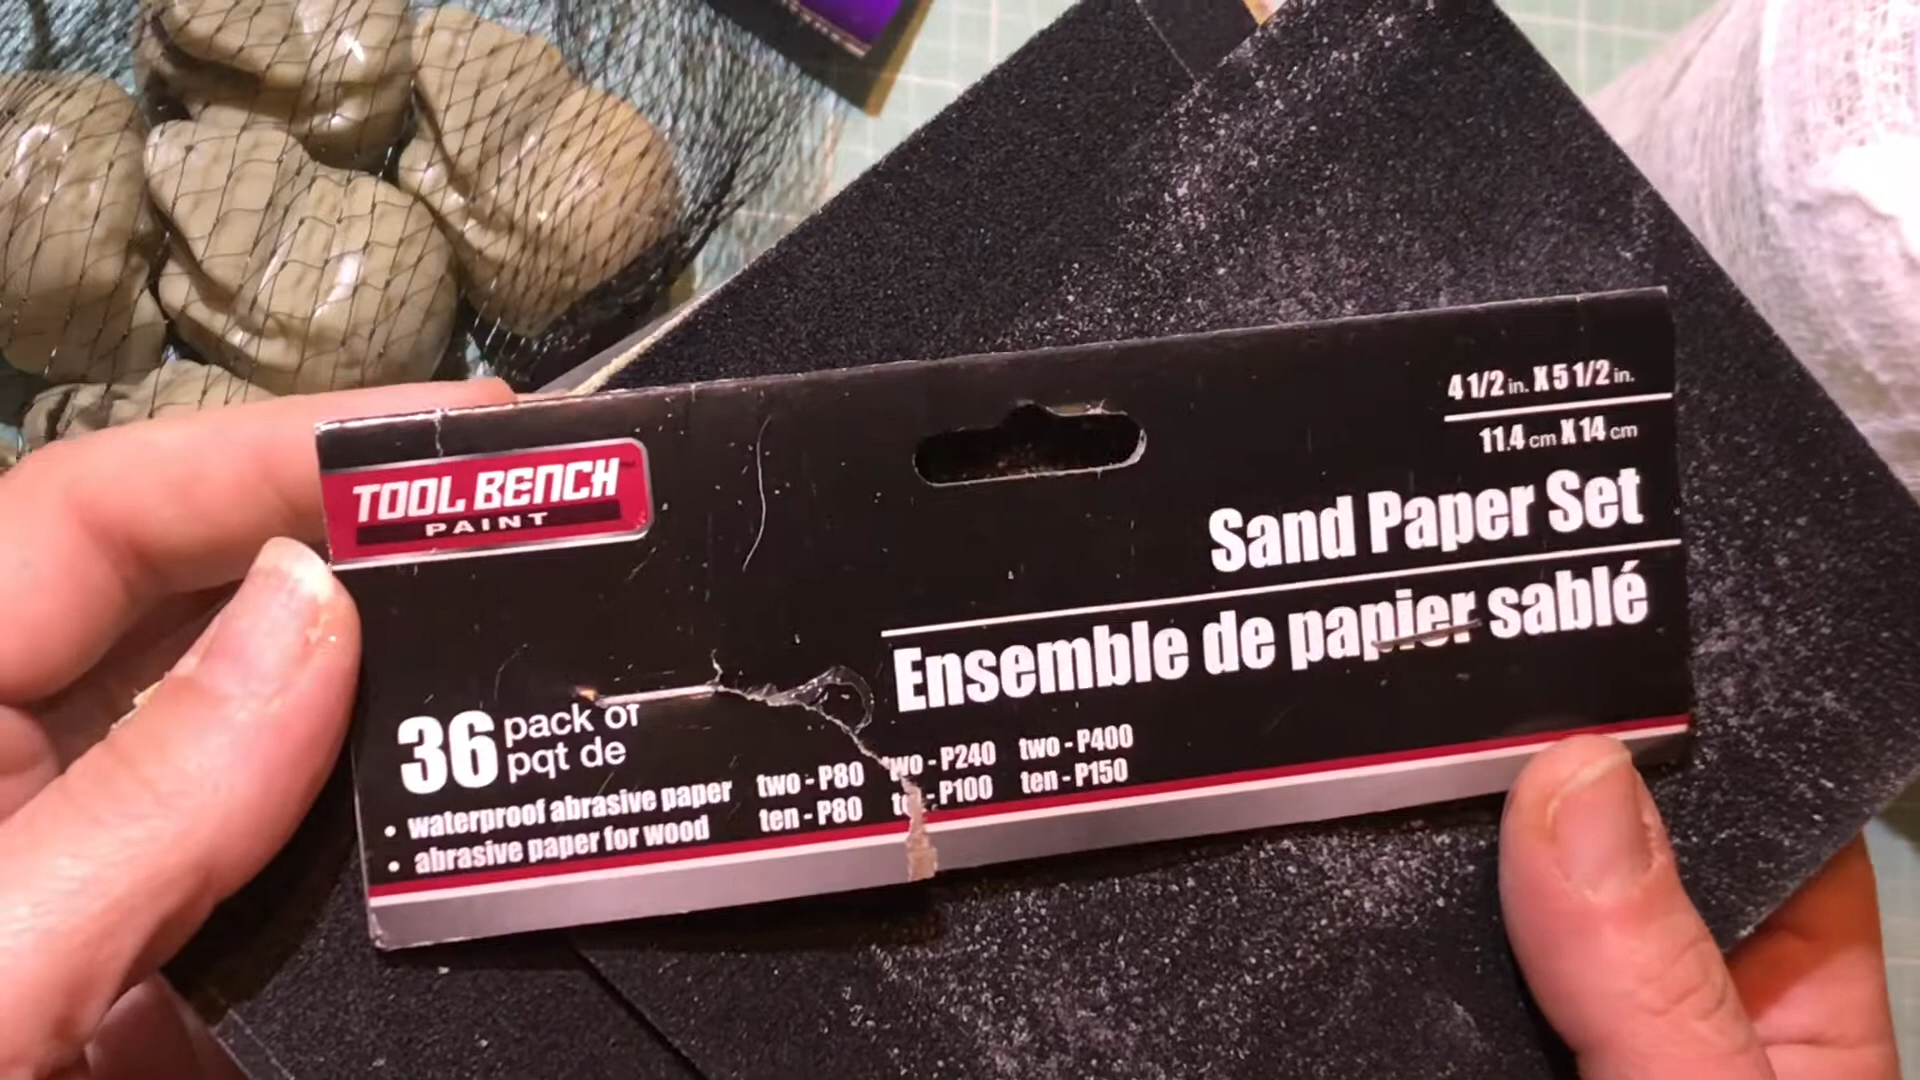 TOOL BENCH
PAINT
4 1/2 in. X 5 1/2 in.
11.4 cm X 14 cm
Sand Paper Set
Ensemble de papier sablé
36 pack of
pqt de
• waterproof abrasive paper two - P80 two - P240 two - P400
• abrasive paper for wood ten - P80 ten - P100 ten - P150